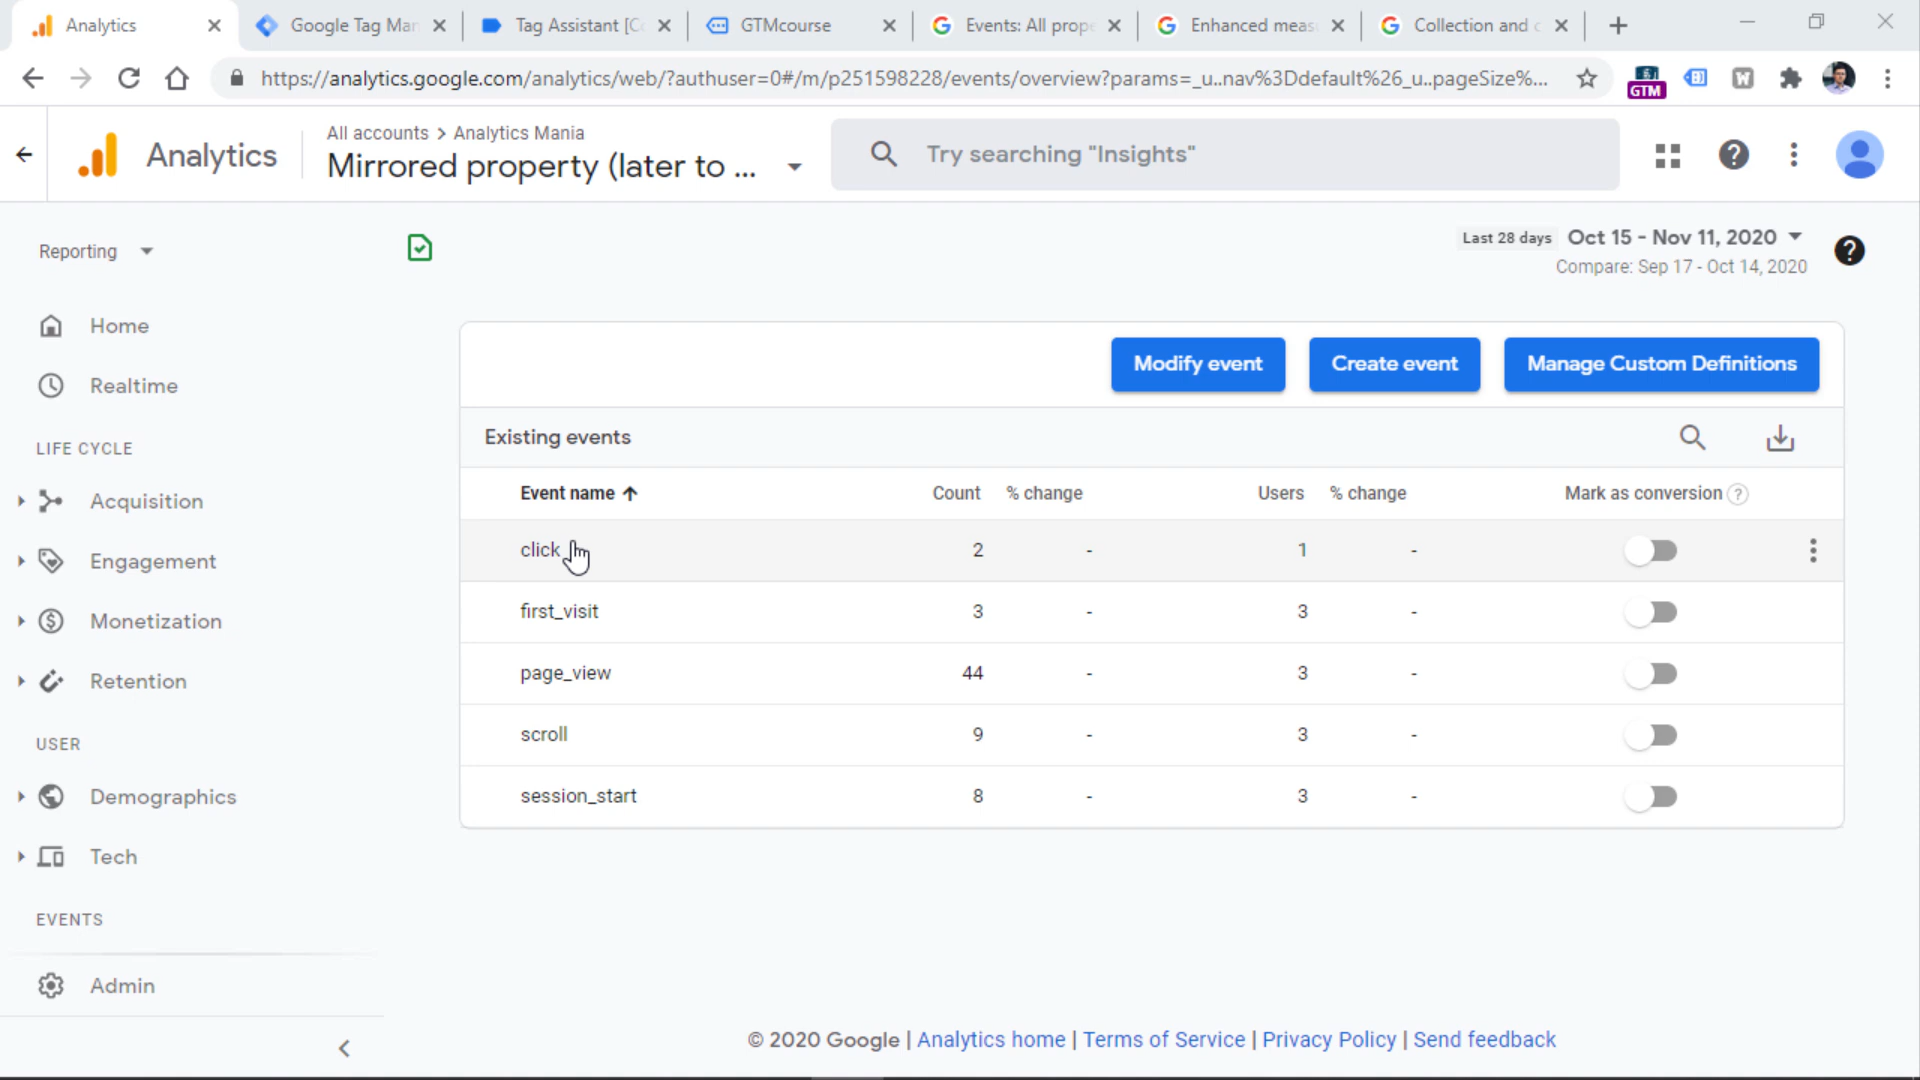 Analytics
Google Tag Man
Tag Assistant [Co
GTMcourse
Events: All prope
Enhanced meas
Collection and c
https://analytics.google.com/analytics/web/?authuser=0#/m/p251598228/events/overview?params=_u..nav%3Ddefault%26_u..pageSize%...
GTM
W
Analytics
All accounts > Analytics Mania
Mirrored property (later to ...
Try searching "Insights"
Reporting
Last 28 days
Oct 15 - Nov 11, 2020
Compare: Sep 17 - Oct 14, 2020
Home
Realtime
LIFE CYCLE
Acquisition
Engagement
Monetization
Retention
USER
Demographics
Tech
EVENTS
Admin
Modify event
Create event
Manage Custom Definitions
Existing events
Event name Count % change Users % change Mark as conversion
click 2 - 1 -
first_visit 3 - 3 -
page_view 44 - 3 -
scroll 9 - 3 -
session_start 8 - 3 -
© 2020 Google | Analytics home | Terms of Service | Privacy Policy | Send feedback